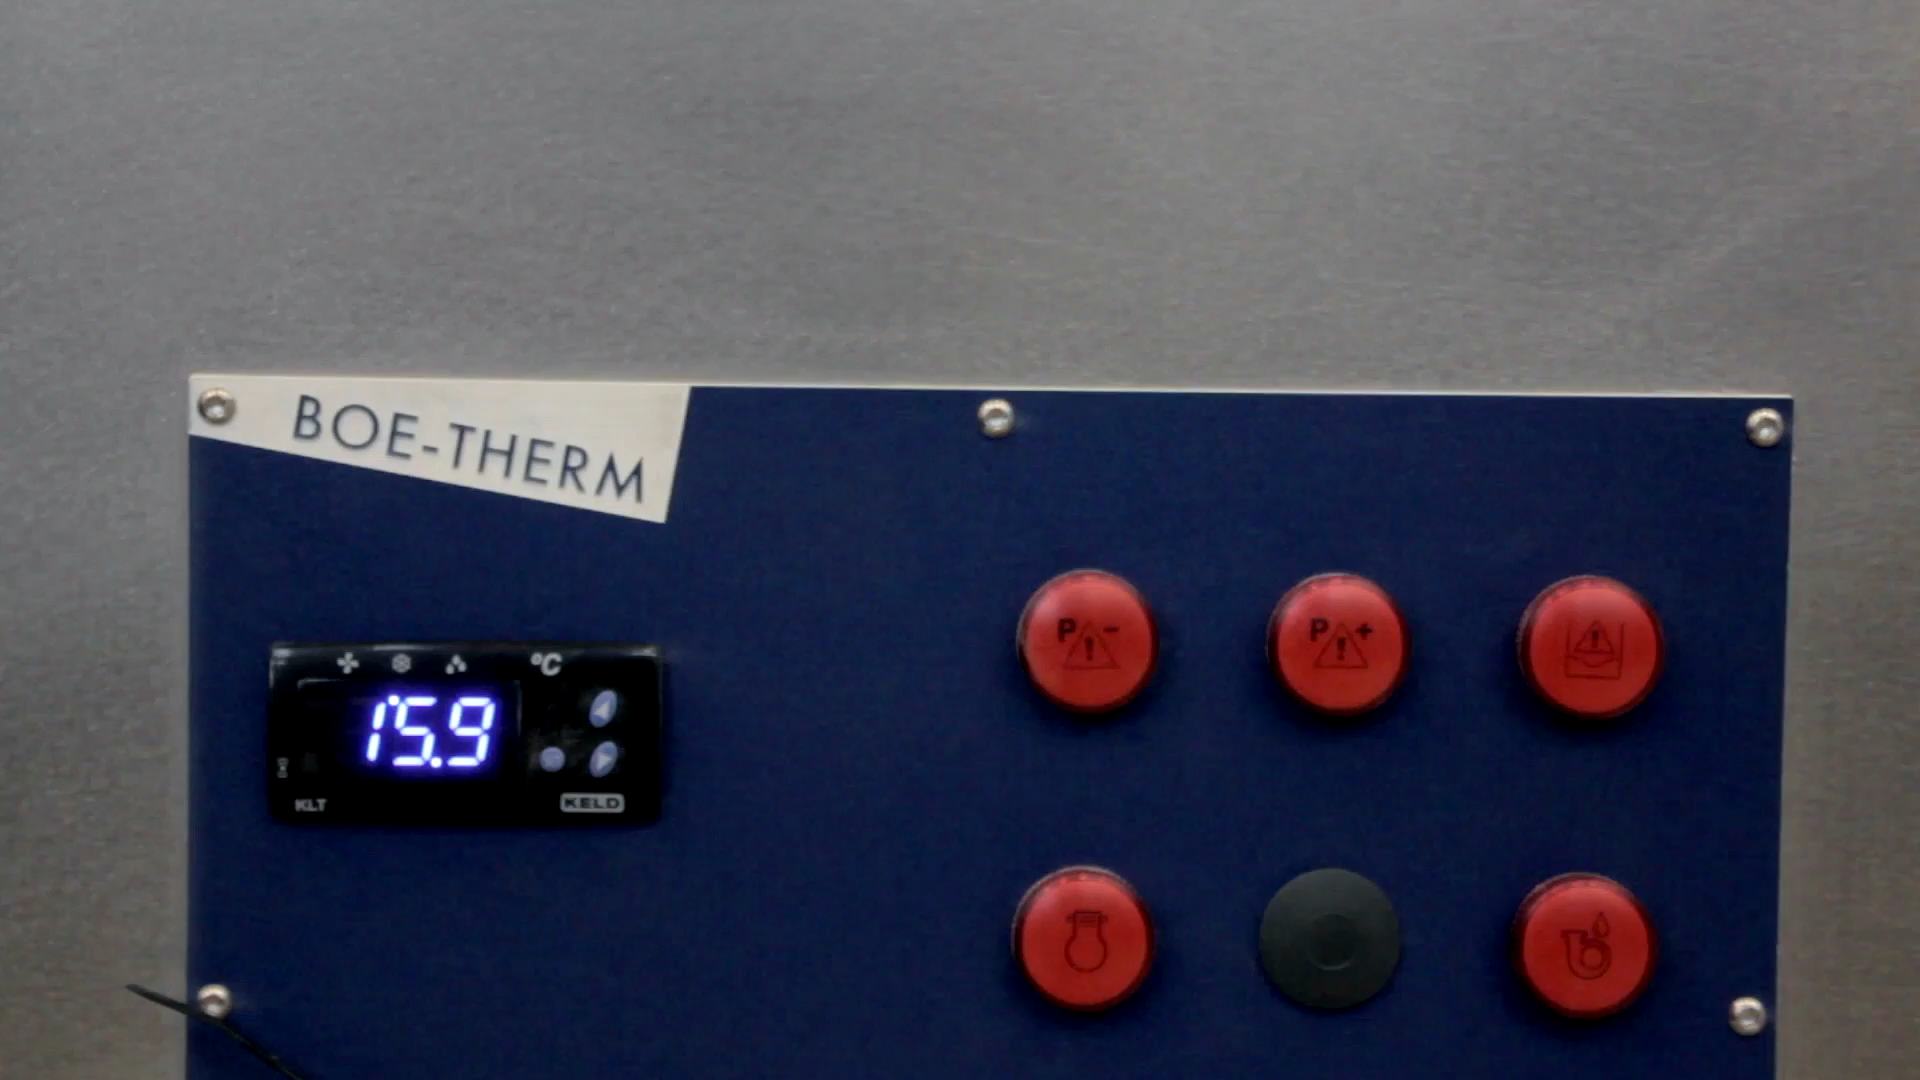 BOE-THERM
P - !
P + !
!
°C
15.9
KLT
KELD